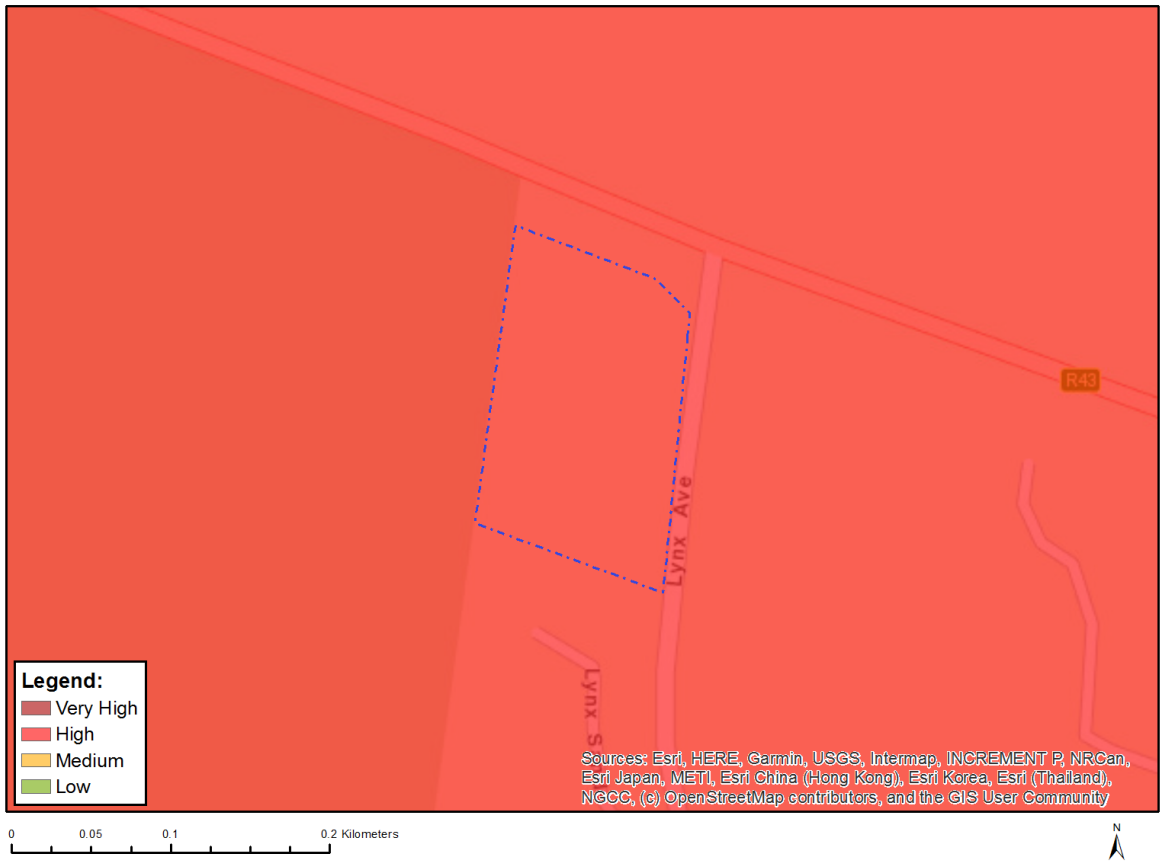 R43
Lynx Ave
Lynx
Legend:
Very High
High
Medium
Low
Sources: Esri, HERE, Garmin, USGS, Intermap, INCREMENT P, NRCan,
Esri Japan, METI, Esri China (Hong Kong), Esri Korea, Esri (Thailand),
NGCC, (c) OpenStreetMap contributors, and the GIS User Community
0 0.05 0.1 0.2 Kilometers
N